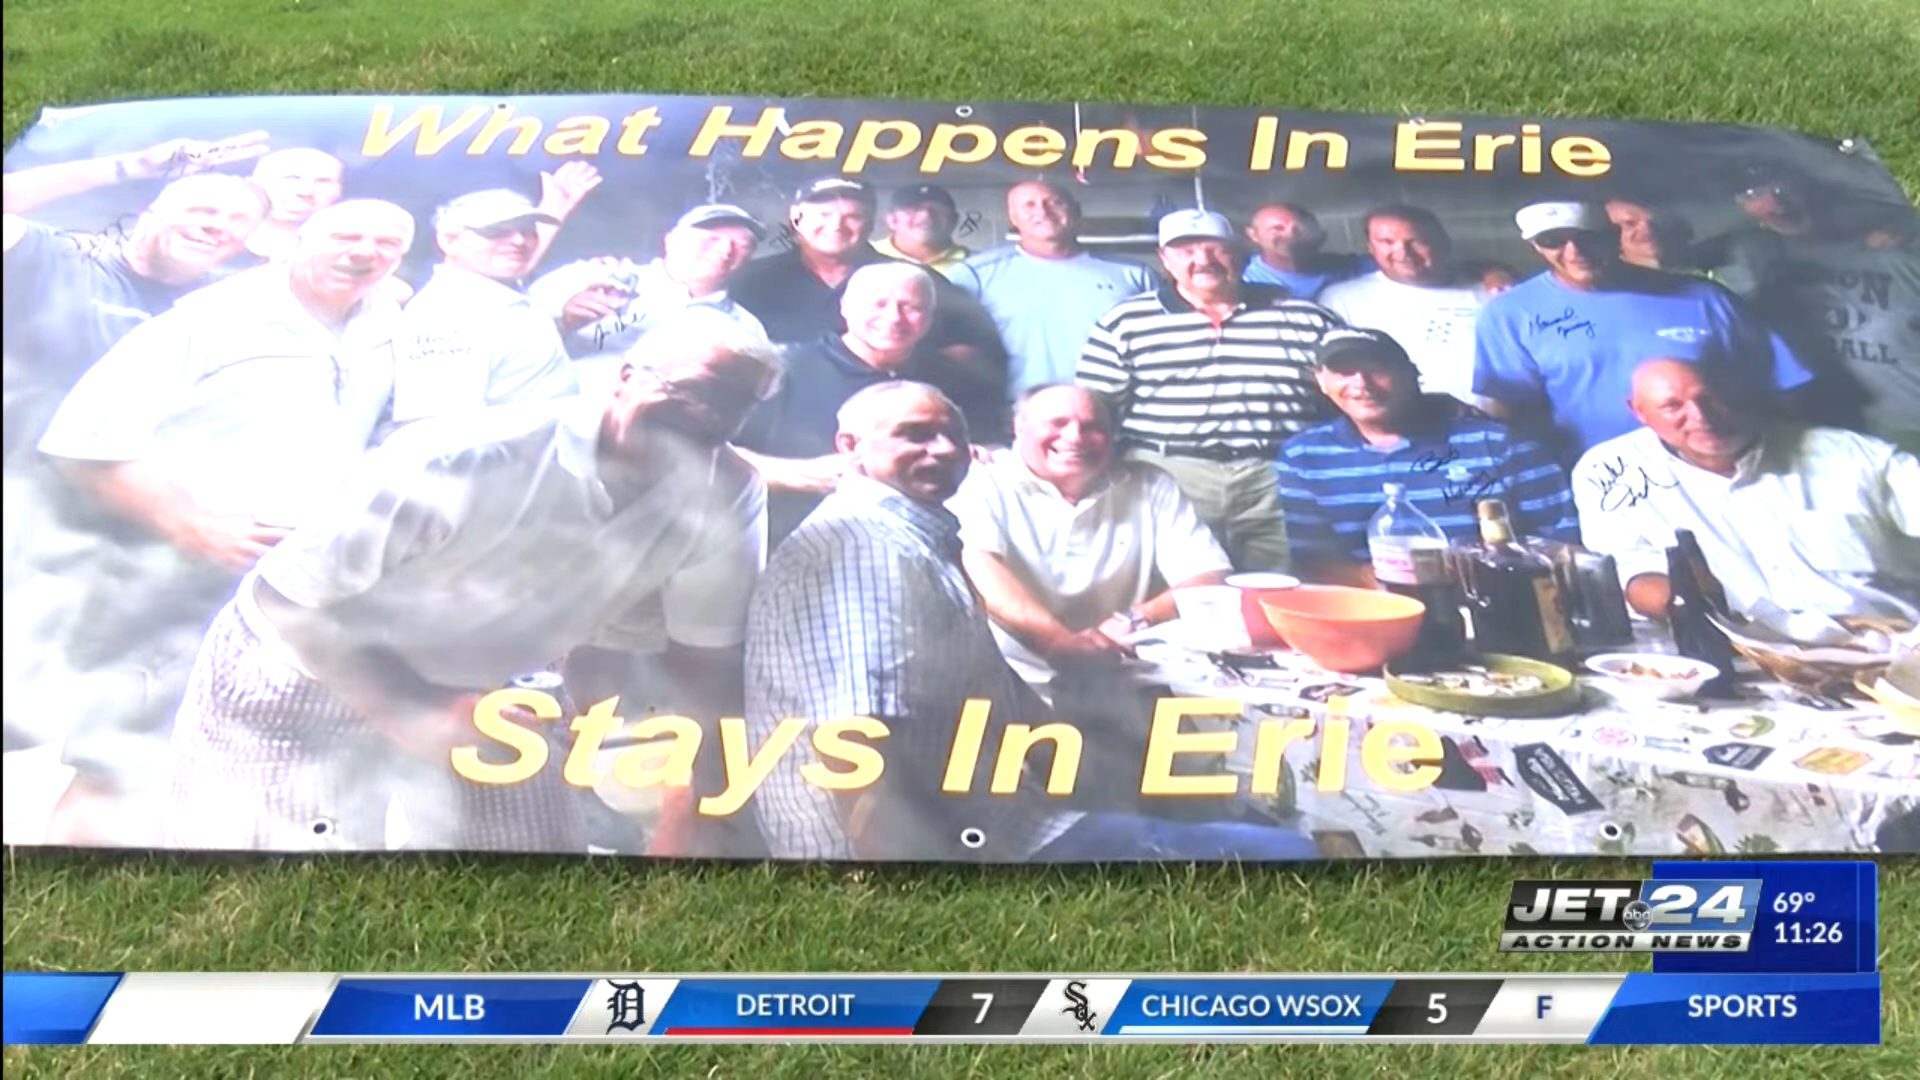 What Happens In Erie
Stays In Erie
JET 24
abc
ACTION NEWS
69°
11:26
MLB
DETROIT 7
CHICAGO WSOX 5
F
SPORTS